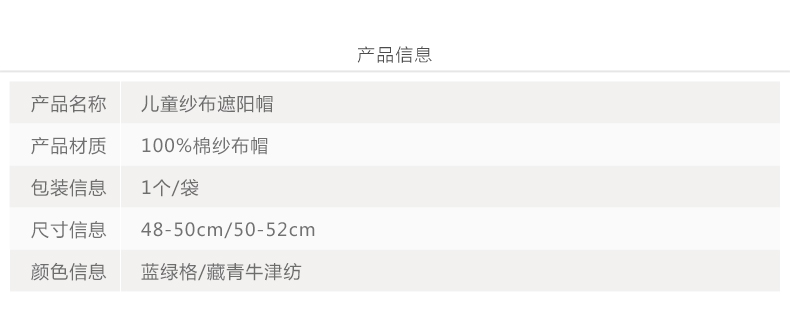 产品信息
产品名称 儿童纱布遮阳帽
产品材质 100%棉纱布帽
包装信息 1个/袋
尺寸信息 48-50cm/50-52cm
颜色信息 蓝绿格/藏青牛津纺